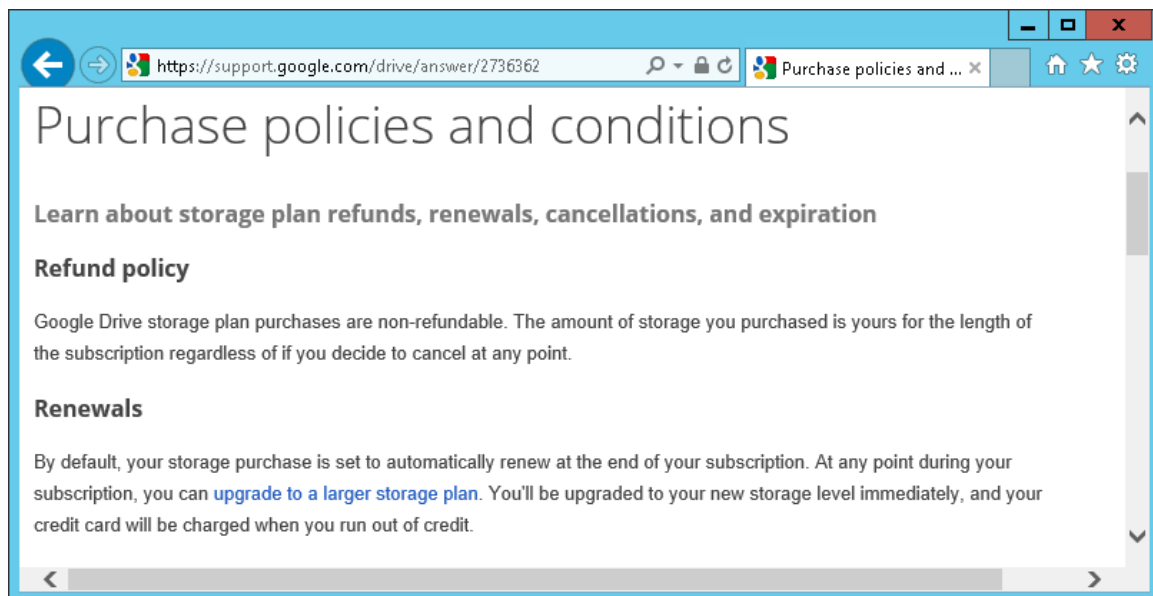 https://support.google.com/drive/answer/2736362
Purchase policies and ...
Purchase policies and conditions
Learn about storage plan refunds, renewals, cancellations, and expiration
Refund policy
Google Drive storage plan purchases are non-refundable. The amount of storage you purchased is yours for the length of
the subscription regardless of if you decide to cancel at any point.
Renewals
By default, your storage purchase is set to automatically renew at the end of your subscription. At any point during your
subscription, you can upgrade to a larger storage plan. You'll be upgraded to your new storage level immediately, and your
credit card will be charged when you run out of credit.